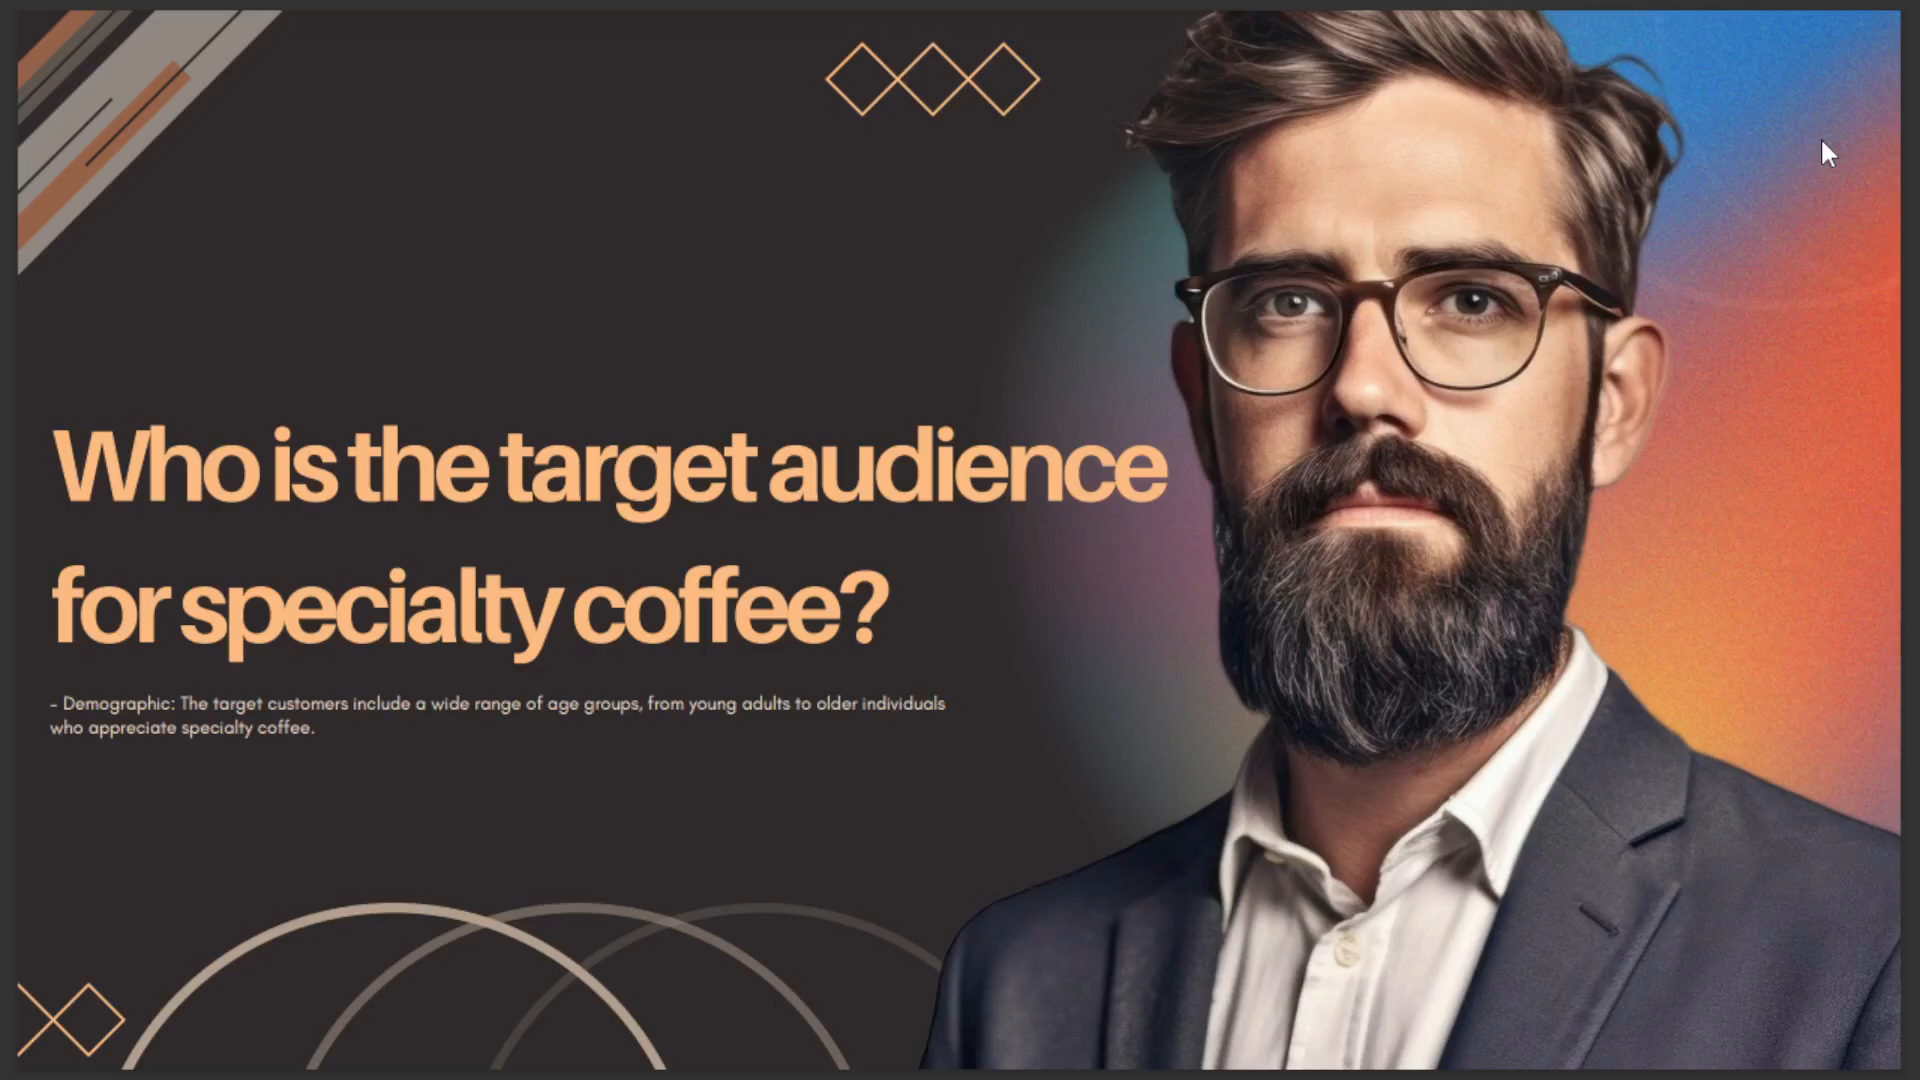 Who is the target audience
for specialty coffee?
- Demographic: The target customers include a wide range of age groups, from young adults to older individuals
who appreciate specialty coffee.